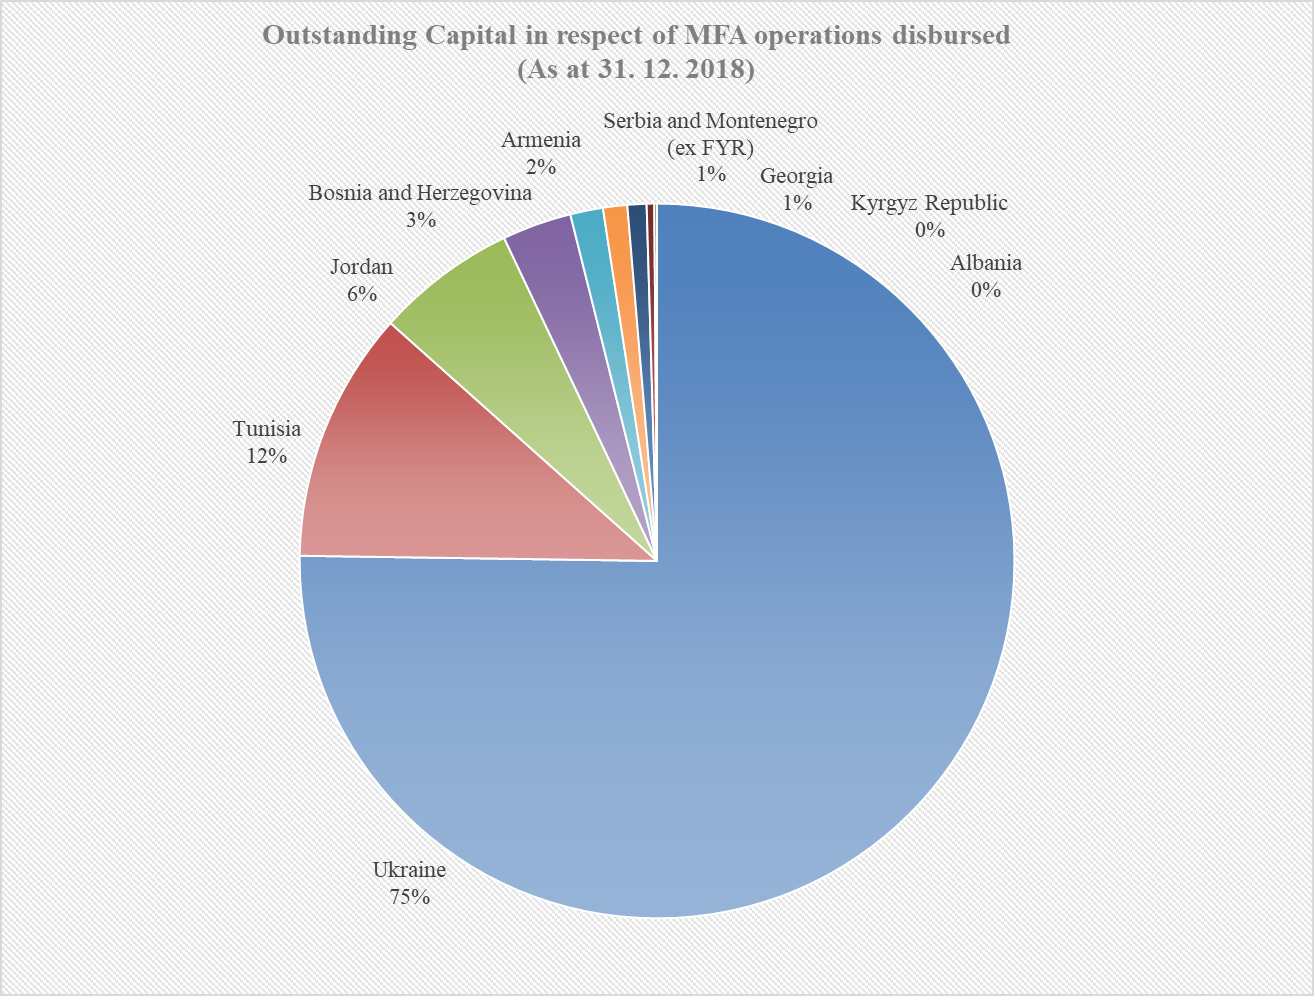 Outstanding Capital in respect of MFA operations disbursed
(As at 31. 12. 2018)
Serbia and Montenegro
(ex FYR)
1%
Armenia
2%
Georgia
1%
Bosnia and Herzegovina
3%
Kyrgyz Republic
0%
Jordan
6%
Albania
0%
Tunisia
12%
Ukraine
75%